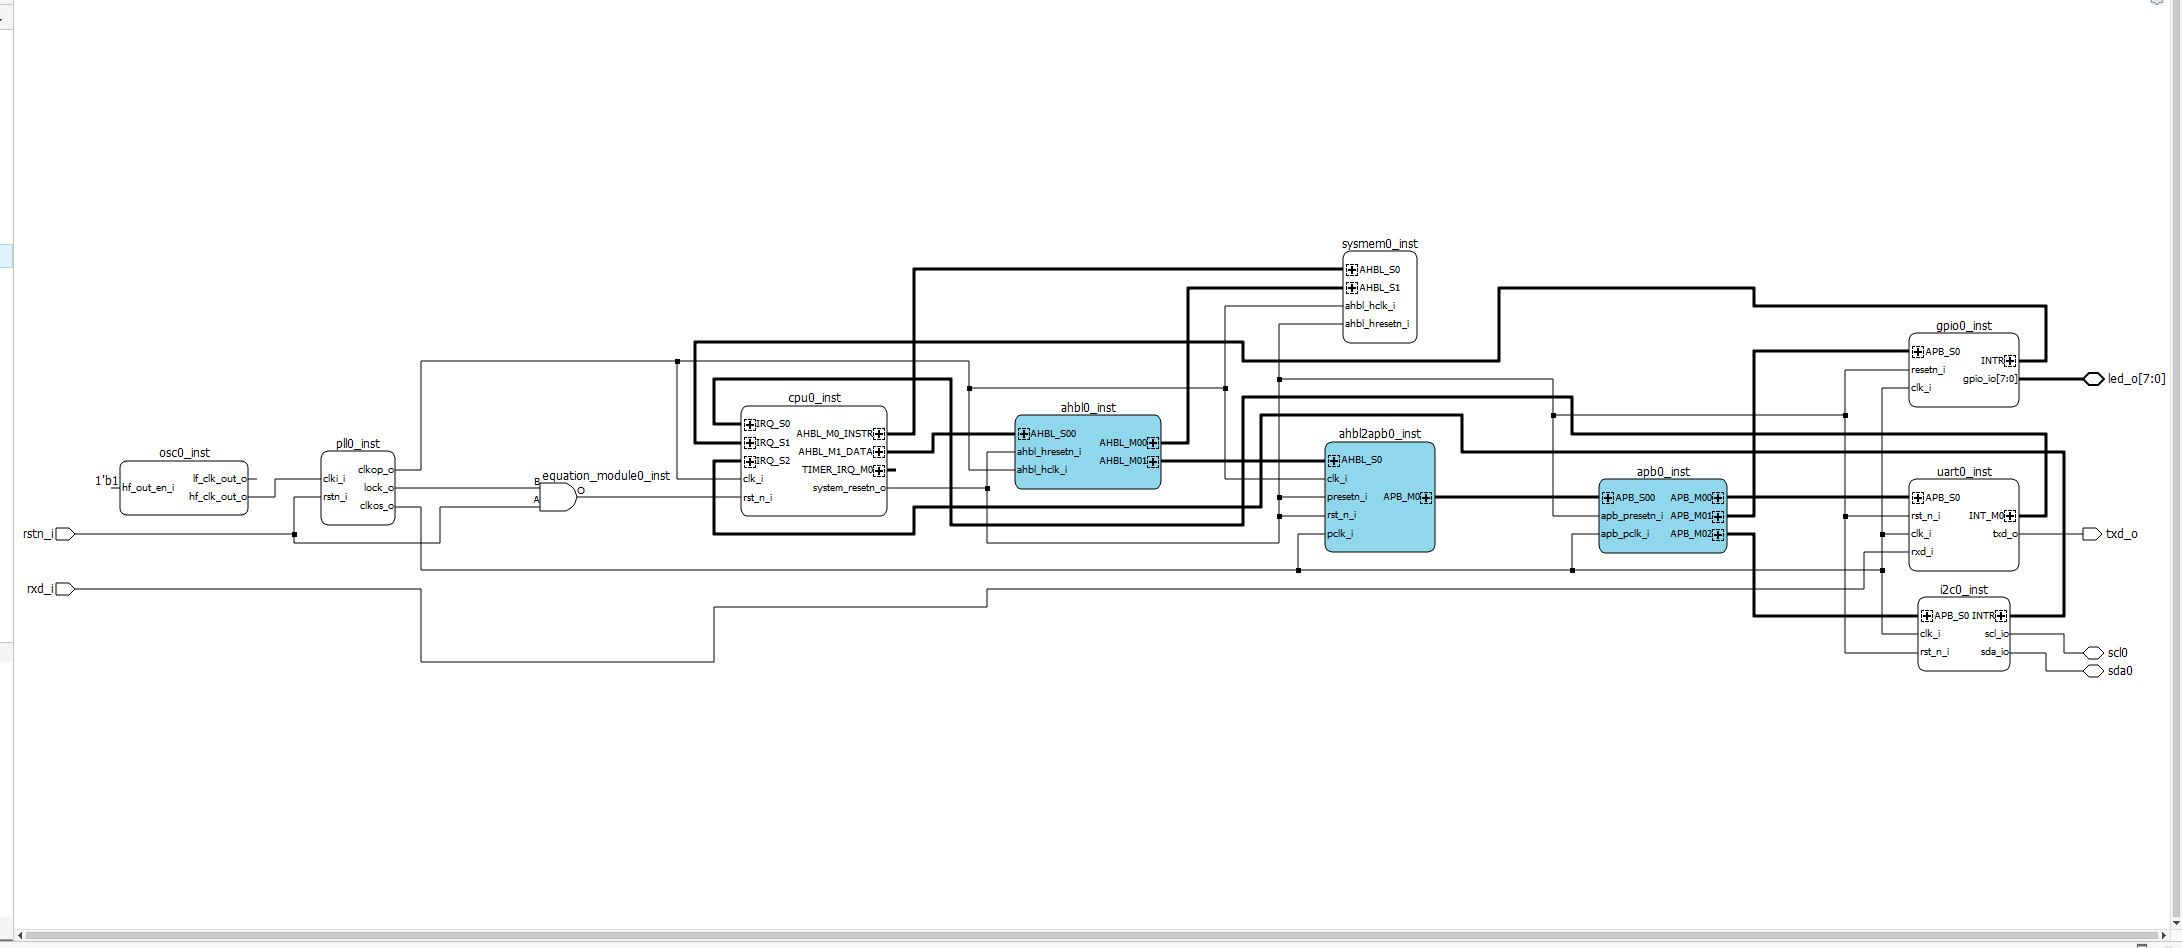 sysmem0_inst
AHBL_S0
AHBL_S1
ahbl_hclk_i
ahbl_hresetn_i
gpio0_inst
APB_S0
INTR
resetn_i
gpio_io[7:0]
clk_i
led_o[7:0]
cpu0_inst
IRQ_S0
AHBL_M0_INSTR
IRQ_S1
AHBL_M1_DATA
IRQ_S2
TIMER_IRQ_M0
clk_i
system_resetn_o
rst_n_i
ahbl0_inst
AHBL_S00
AHBL_M00
ahbl_hresetn_i
AHBL_M01
ahbl_hclk_i
ahbl2apb0_inst
AHBL_S0
clk_i
presetn_i
APB_M0
rst_n_i
pclk_i
pll0_inst
clkop_o
clki_i
lock_o
rstn_i
clkos_o
osc0_inst
1'b1
lf_clk_out_o
hf_out_en_i
hf_clk_out_o
equation_module0_inst
B
A
O
apb0_inst
APB_S00
APB_M00
apb_presetn_i
APB_M01
apb_pclk_i
APB_M02
uart0_inst
APB_S0
rst_n_i
INT_M0
clk_i
txd_o
rxd_i
txd_o
rstn_i
rxd_i
i2c0_inst
APB_S0
INTR
clk_i
scl_io
rst_n_i
sda_io
scl0
sda0